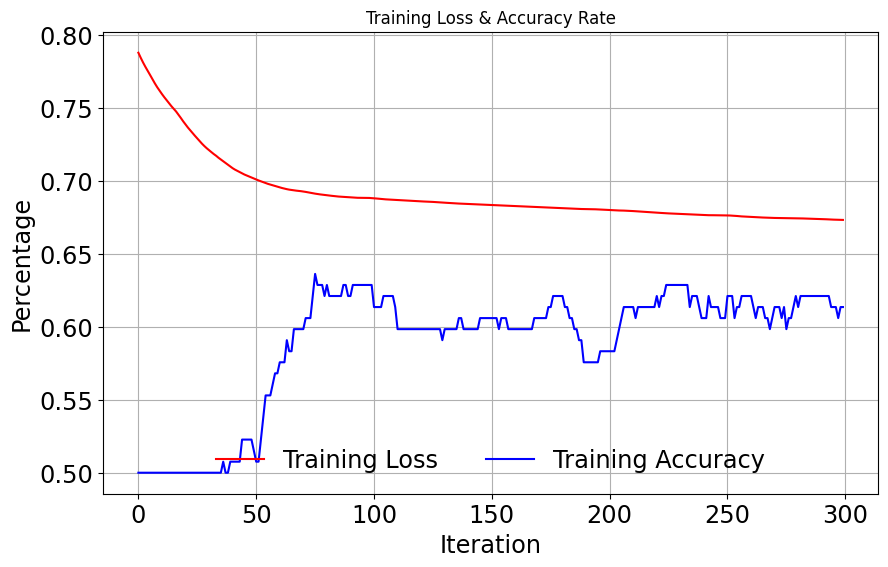 Training Loss & Accuracy Rate
0.80
0.75
0.70
0.65
0.60
0.55
0.50
Percentage
Training Loss Training Accuracy
0 50 100 150 200 250 300
Iteration